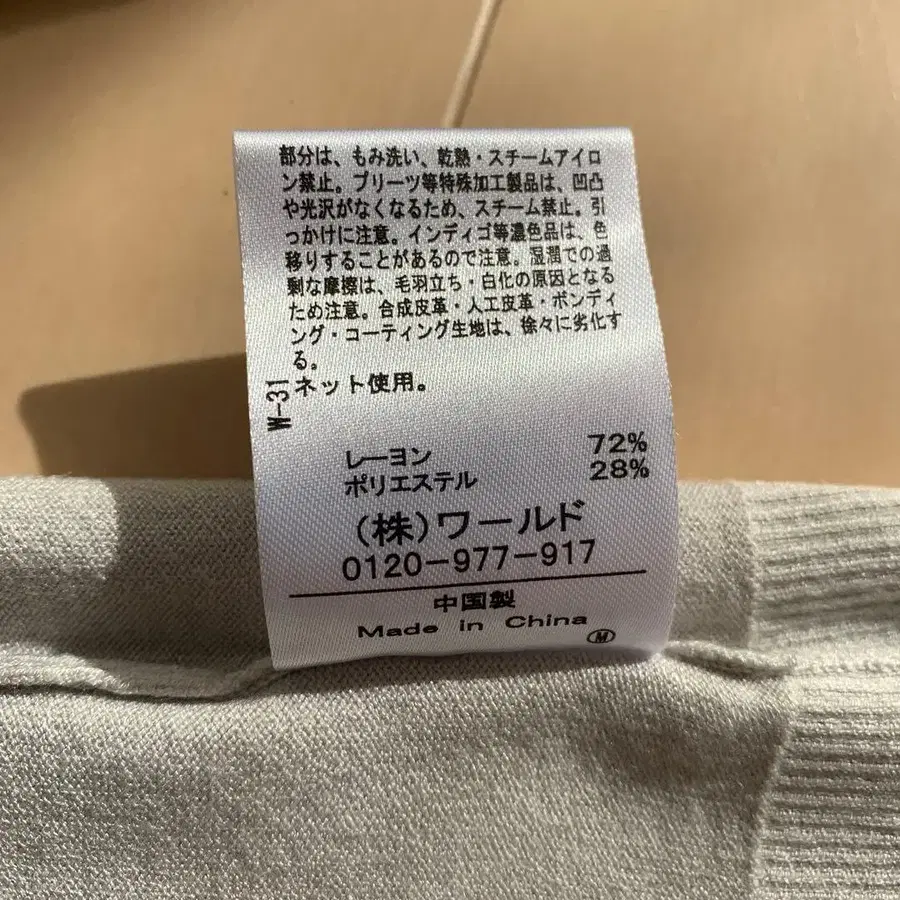 部分は、もみ洗い、乾熱・スチームアイロ
ン禁止。プリーツ等特殊加工製品は、凹凸
や光沢がなくなるため、スチーム禁止。引
っかけに注意。インディゴ等濃色品は、色
移りすることがあるので注意。湿潤での過
剰な摩擦は、毛羽立ち・白化の原因となる
ため注意。合成皮革・人工皮革・ボンディ
ング・コーティング生地は、徐々に劣化す
る。
ネット使用。
W-31
レーヨン 72%
ポリエステル 28%
(株)ワールド
0120-977-917
中国製
Made in China
M